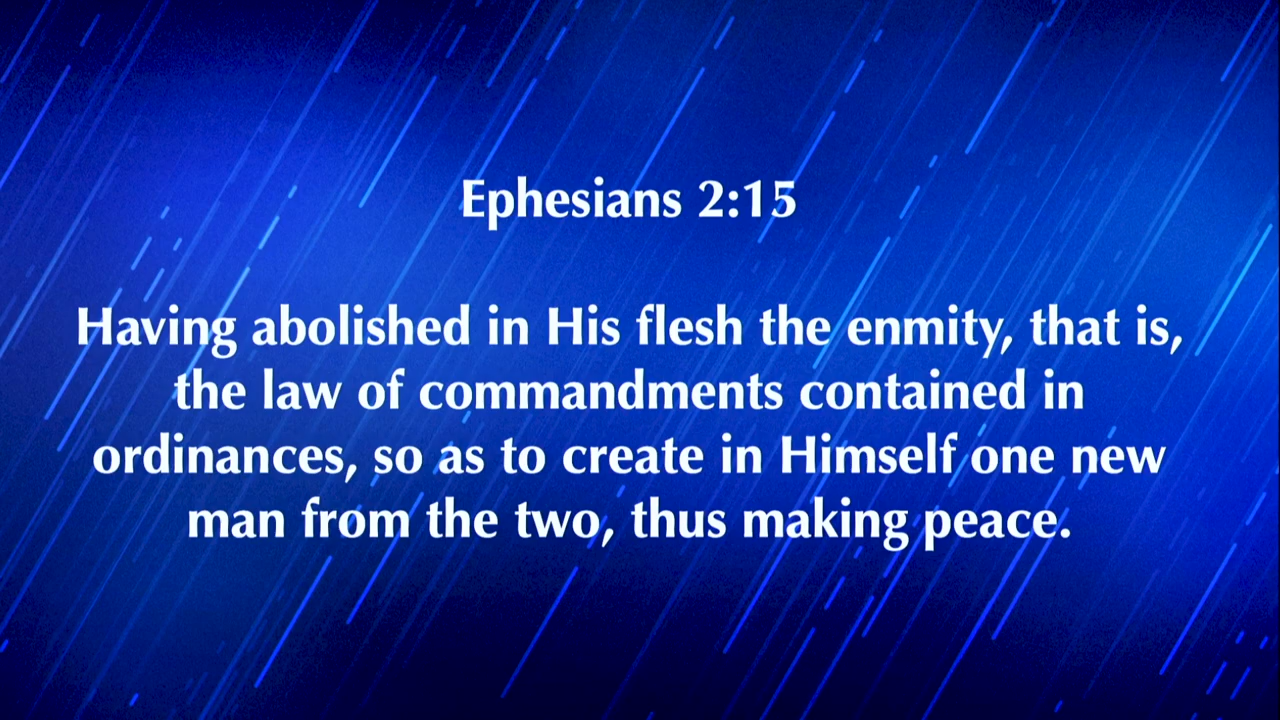 Ephesians 2:15
Having abolished in His flesh the enmity, that is,
the law of commandments contained in
ordinances, so as to create in Himself one new
man from the two, thus making peace.